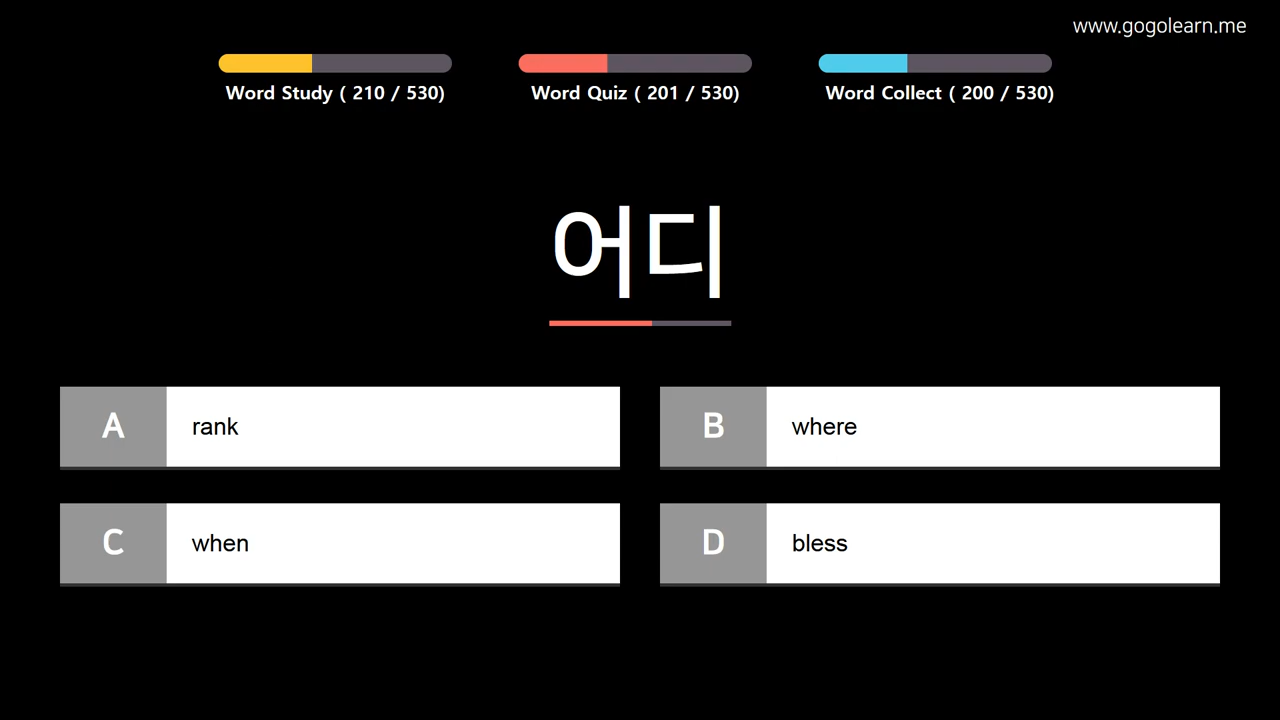 www.gogolearn.me
Word Study ( 210 / 530)
Word Quiz ( 201 / 530)
Word Collect ( 200 / 530)
어디
A
rank
B
where
C
when
D
bless